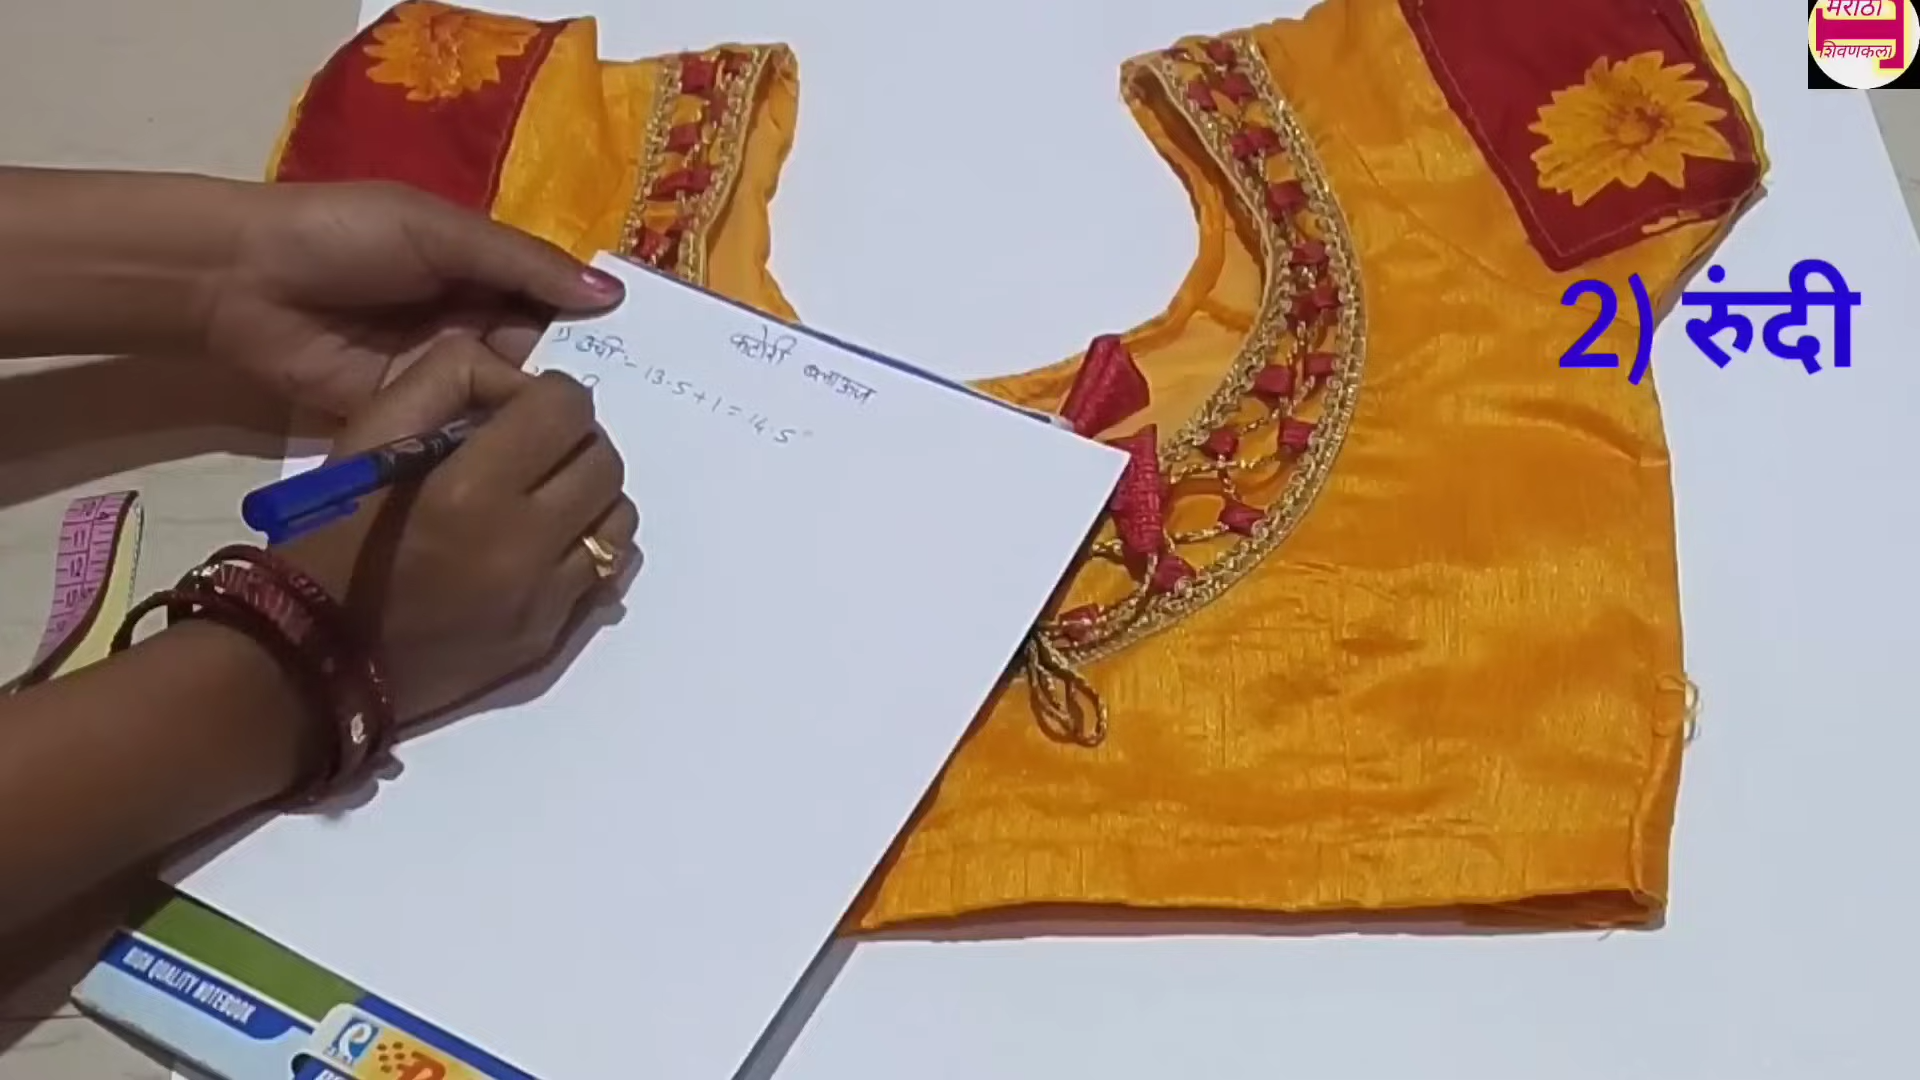 मराठी
शिवणकला
2) रुंदी
कटोरी ब्लाऊज
1) उंची :- 13.5 + 1 = 14.5"
HIGH QUALITY NOTEBOOK